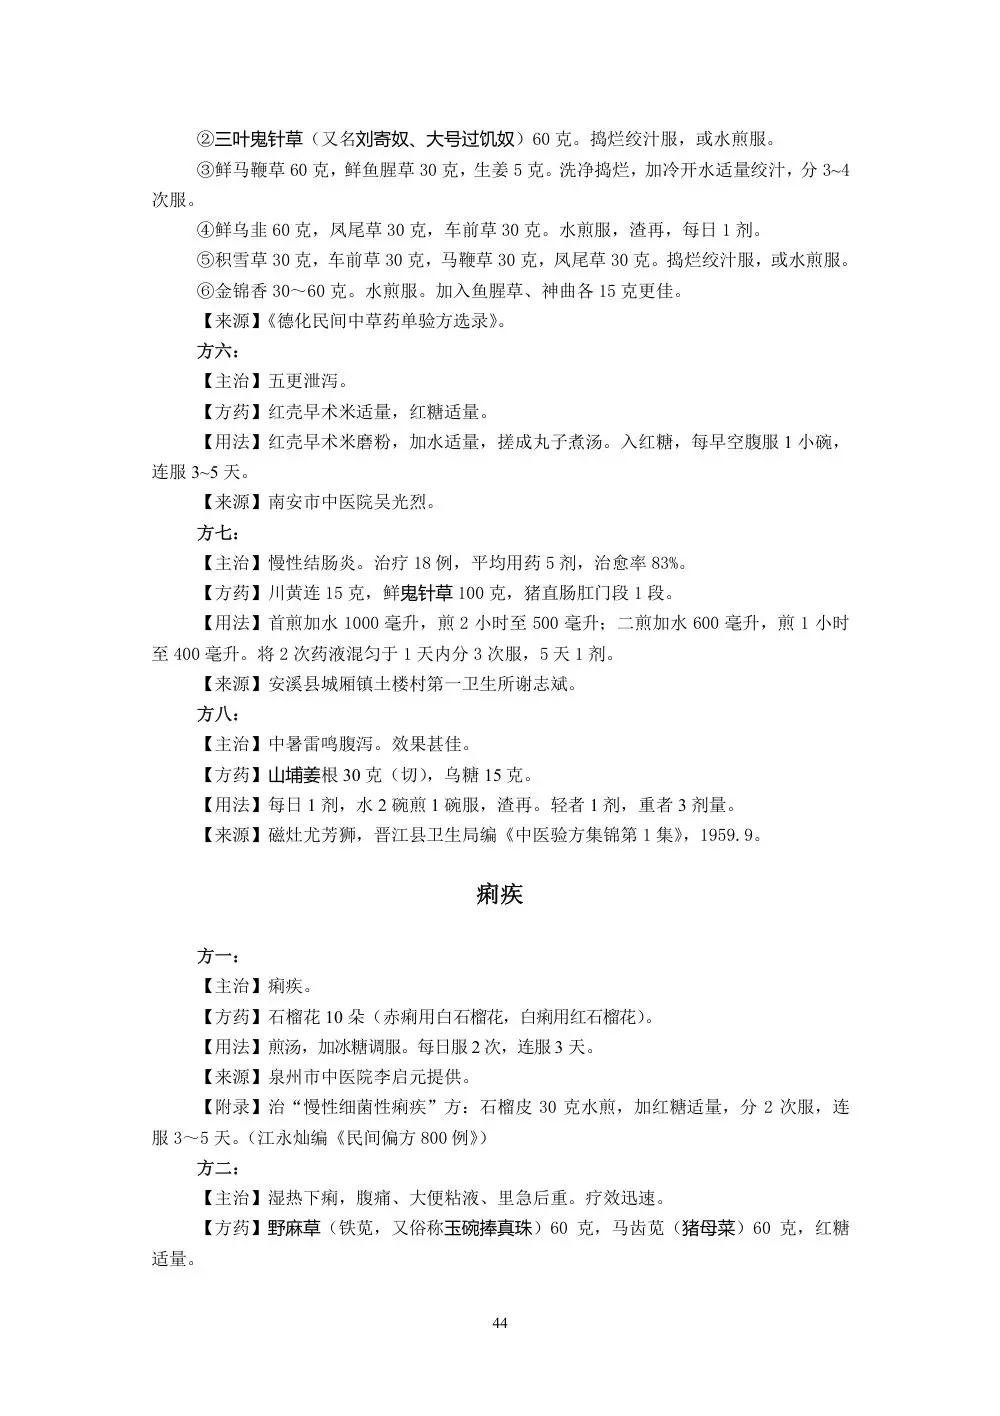 ②三叶鬼针草（又名刘寄奴、大号过饥奴）60 克。捣烂绞汁服，或水煎服。
③鲜马鞭草 60 克，鲜鱼腥草 30 克，生姜 5 克。洗净捣烂，加冷开水适量绞汁，分 3~4
次服。
④鲜乌韭 60 克，凤尾草 30 克，车前草 30 克。水煎服，渣再，每日 1 剂。
⑤积雪草 30 克，车前草 30 克，马鞭草 30 克，凤尾草 30 克。捣烂绞汁服，或水煎服。
⑥金锦香 30～60 克。水煎服。加入鱼腥草、神曲各 15 克更佳。
【来源】《德化民间中草药单验方选录》。
方六：
【主治】五更泄泻。
【方药】红壳早术米适量，红糖适量。
【用法】红壳早术米磨粉，加水适量，搓成丸子煮汤。入红糖，每早空腹服 1 小碗，
连服 3~5 天。
【来源】南安市中医院吴光烈。
方七：
【主治】慢性结肠炎。治疗 18 例，平均用药 5 剂，治愈率 83%。
【方药】川黄连 15 克，鲜鬼针草 100 克，猪直肠肛门段 1 段。
【用法】首煎加水 1000 毫升，煎 2 小时至 500 毫升；二煎加水 600 毫升，煎 1 小时
至 400 毫升。将 2 次药液混匀于 1 天内分 3 次服，5 天 1 剂。
【来源】安溪县城厢镇土楼村第一卫生所谢志斌。
方八：
【主治】中暑雷鸣腹泻。效果甚佳。
【方药】山埔姜根 30 克（切），乌糖 15 克。
【用法】每日 1 剂，水 2 碗煎 1 碗服，渣再。轻者 1 剂，重者 3 剂量。
【来源】磁灶尤芳狮，晋江县卫生局编《中医验方集锦第 1 集》，1959.9。
痢疾
方一：
【主治】痢疾。
【方药】石榴花 10 朵（赤痢用白石榴花，白痢用红石榴花）。
【用法】煎汤，加冰糖调服。每日服 2 次，连服 3 天。
【来源】泉州市中医院李启元提供。
【附录】治“慢性细菌性痢疾”方：石榴皮 30 克水煎，加红糖适量，分 2 次服，连
服 3～5 天。（江永灿编《民间偏方 800 例》）
方二：
【主治】湿热下痢，腹痛、大便粘液、里急后重。疗效迅速。
【方药】野麻草（铁苋，又俗称玉碗捧真珠）60 克，马齿苋（猪母菜）60 克，红糖
适量。
44